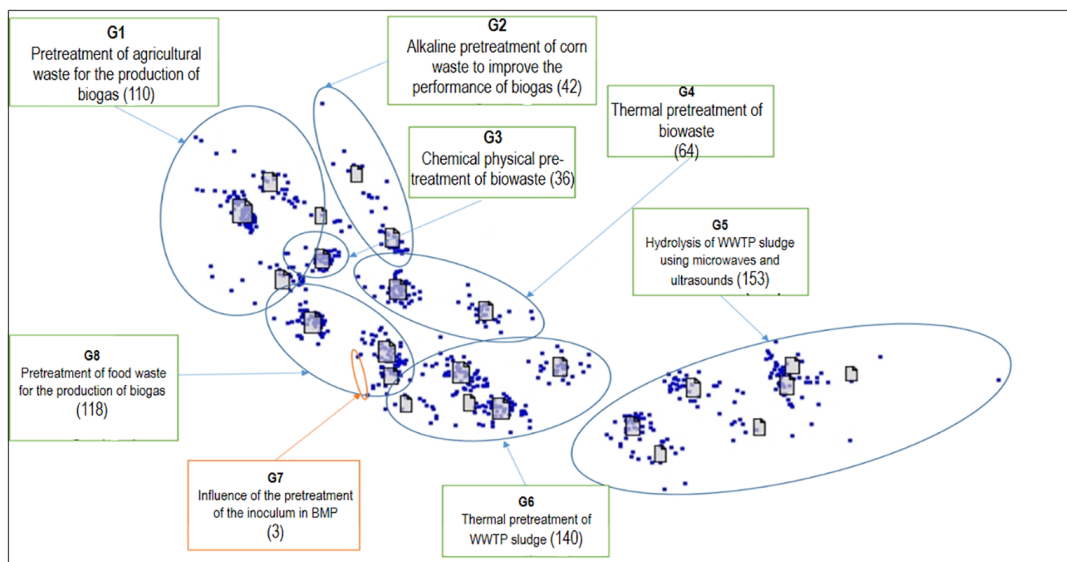 G1
Pretreatment of agricultural
waste for the production of
biogas (110)
G2
Alkaline pretreatment of corn
waste to improve the
performance of biogas (42)
G3
Chemical physical pre-
treatment of biowaste (36)
G4
Thermal pretreatment of
biowaste
(64)
G5
Hydrolysis of WWTP sludge
using microwaves and
ultrasounds (153)
G8
Pretreatment of food waste
for the production of biogas
(118)
G7
Influence of the pretreatment
of the inoculum in BMP
(3)
G6
Thermal pretreatment of
WWTP sludge (140)